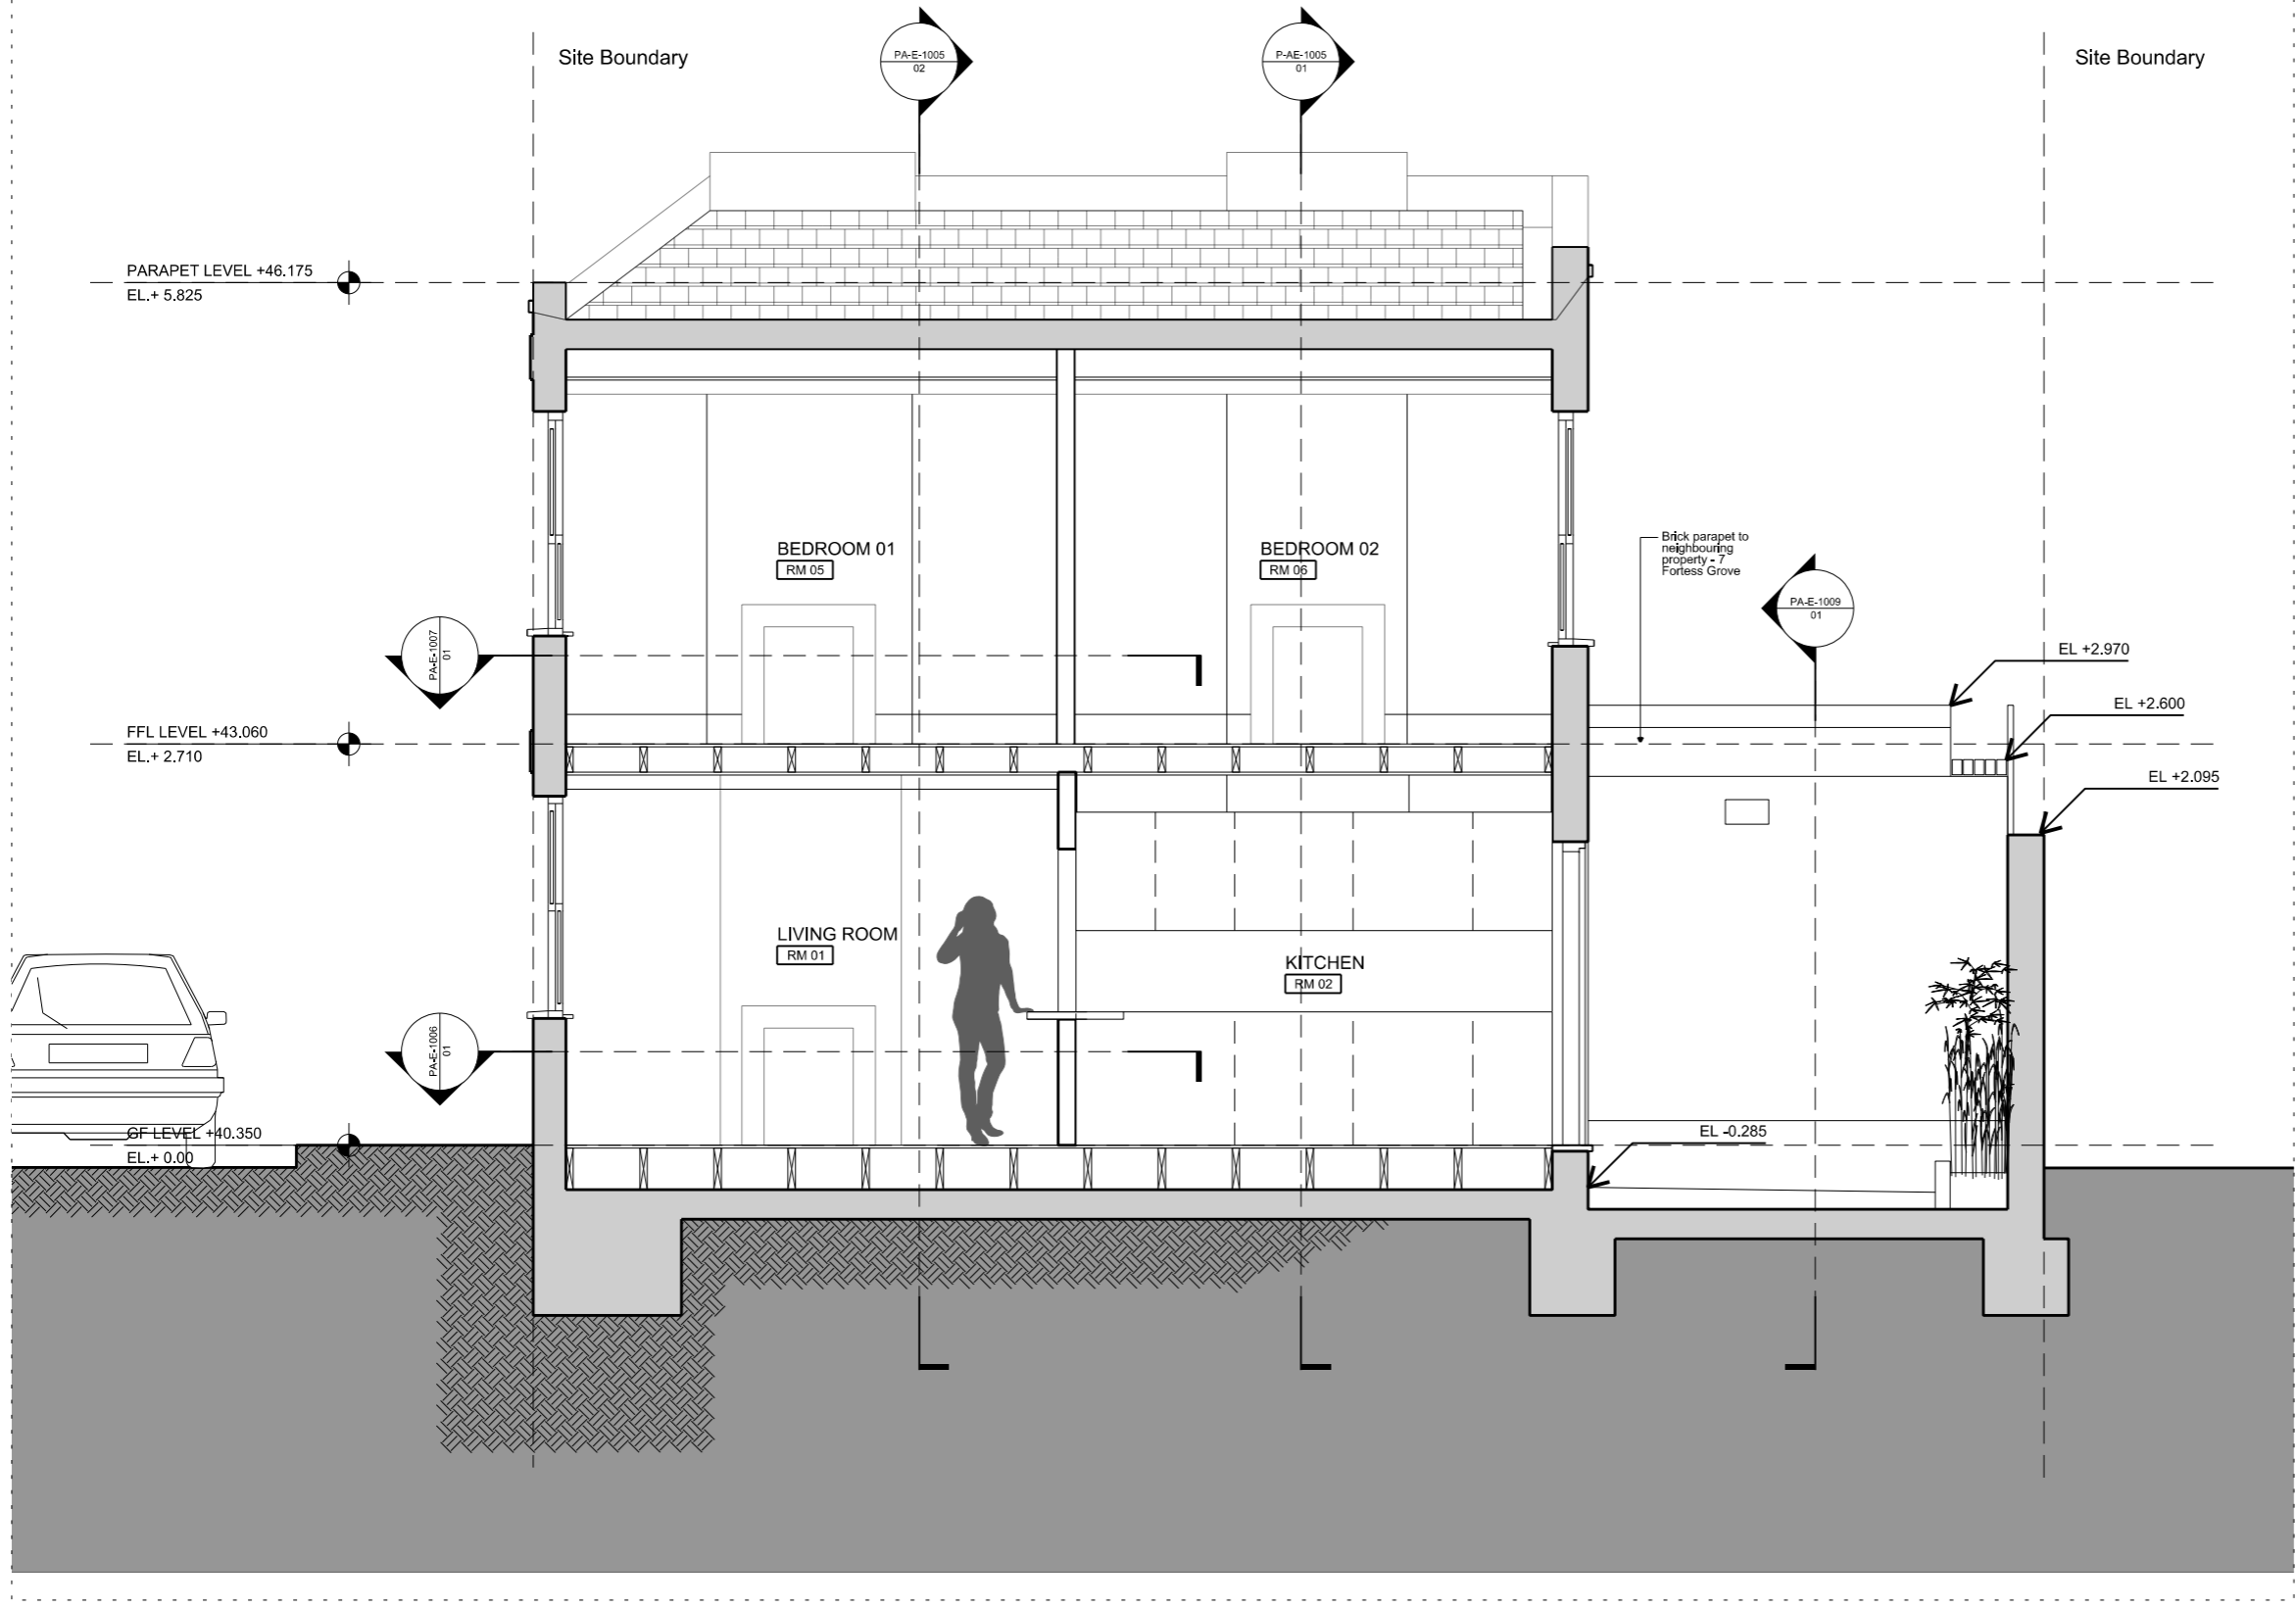 Site Boundary
PA-E-1005
02
P-AE-1005
01
Site Boundary
PARAPET LEVEL +46.175
EL.+ 5.825
BEDROOM 01
RM 05
BEDROOM 02
RM 06
Brick parapet to
neighbouring
property - 7
Fortess Grove
PA-E-1009
01
PA-E-1007
01
EL +2.970
EL +2.600
FFL LEVEL +43.060
EL.+ 2.710
EL +2.095
LIVING ROOM
RM 01
KITCHEN
RM 02
PA-E-1006
01
GF LEVEL +40.350
EL.+ 0.00
EL -0.285